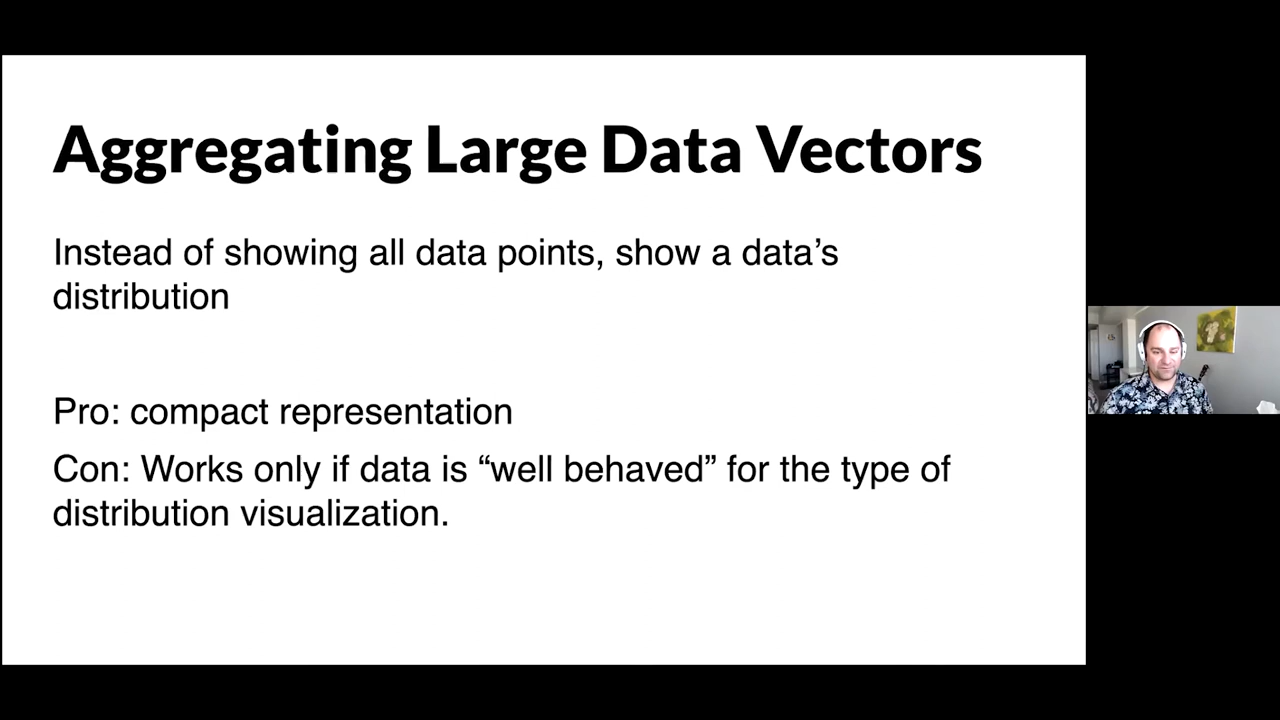 Aggregating Large Data Vectors
Instead of showing all data points, show a data’s
distribution
Pro: compact representation
Con: Works only if data is “well behaved” for the type of
distribution visualization.